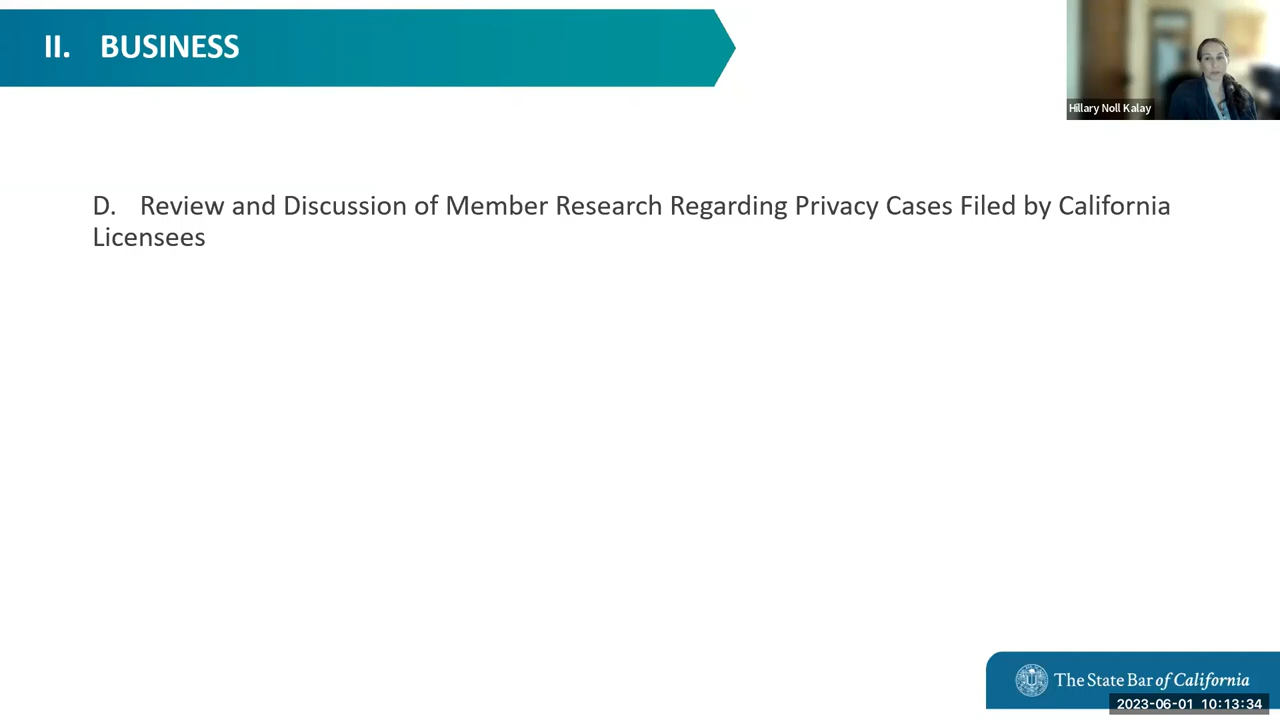 II. BUSINESS
Hillary Noll Kalay
D. Review and Discussion of Member Research Regarding Privacy Cases Filed by California
Licensees
The State Bar of California
2023-06-01 10:13:34